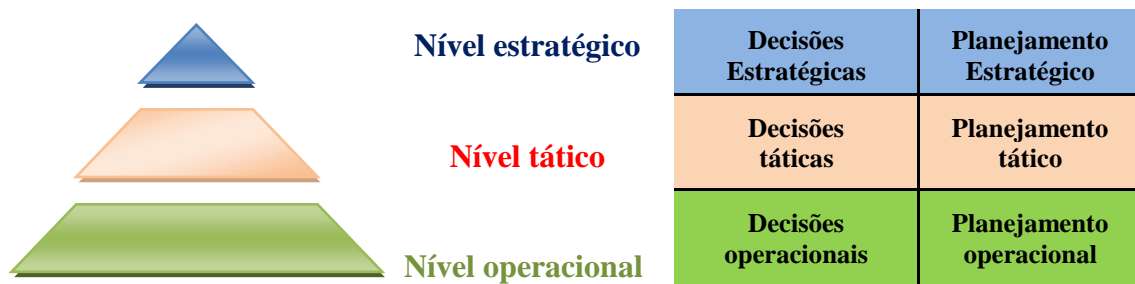 Nível estratégico
Decisões
Estratégicas
Planejamento
Estratégico
Nível tático
Decisões
táticas
Planejamento
tático
Nível operacional
Decisões
operacionais
Planejamento
operacional